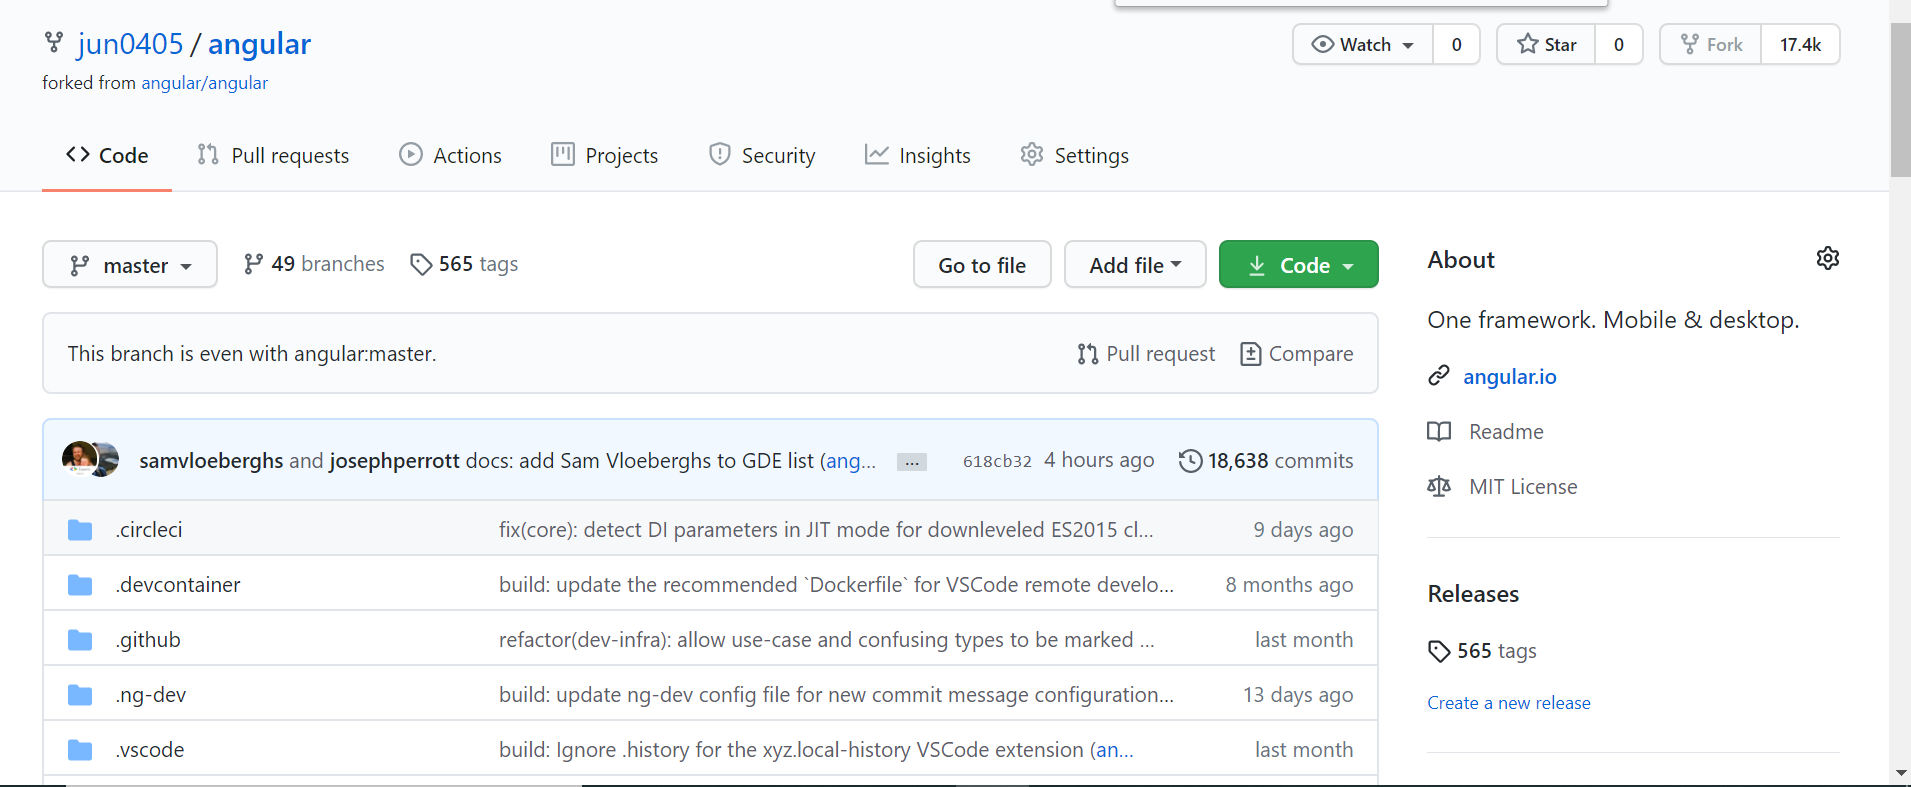 jun0405 / angular
Watch 0 Star 0 Fork 17.4k
forked from angular/angular
Code Pull requests Actions Projects Security Insights Settings
master 49 branches 565 tags Go to file Add file Code
This branch is even with angular:master. Pull request Compare
samvloeberghs and josephperrott docs: add Sam Vloeberghs to GDE list (ang... ... 618cb32 4 hours ago 18,638 commits
.circleci fix(core): detect DI parameters in JIT mode for downleveled ES2015 cl... 9 days ago
.devcontainer build: update the recommended `Dockerfile` for VSCode remote develo... 8 months ago
.github refactor(dev-infra): allow use-case and confusing types to be marked ... last month
.ng-dev build: update ng-dev config file for new commit message configuration... 13 days ago
.vscode build: Ignore .history for the xyz.local-history VSCode extension (an... last month
About
One framework. Mobile & desktop.
angular.io
Readme
MIT License
Releases
565 tags
Create a new release